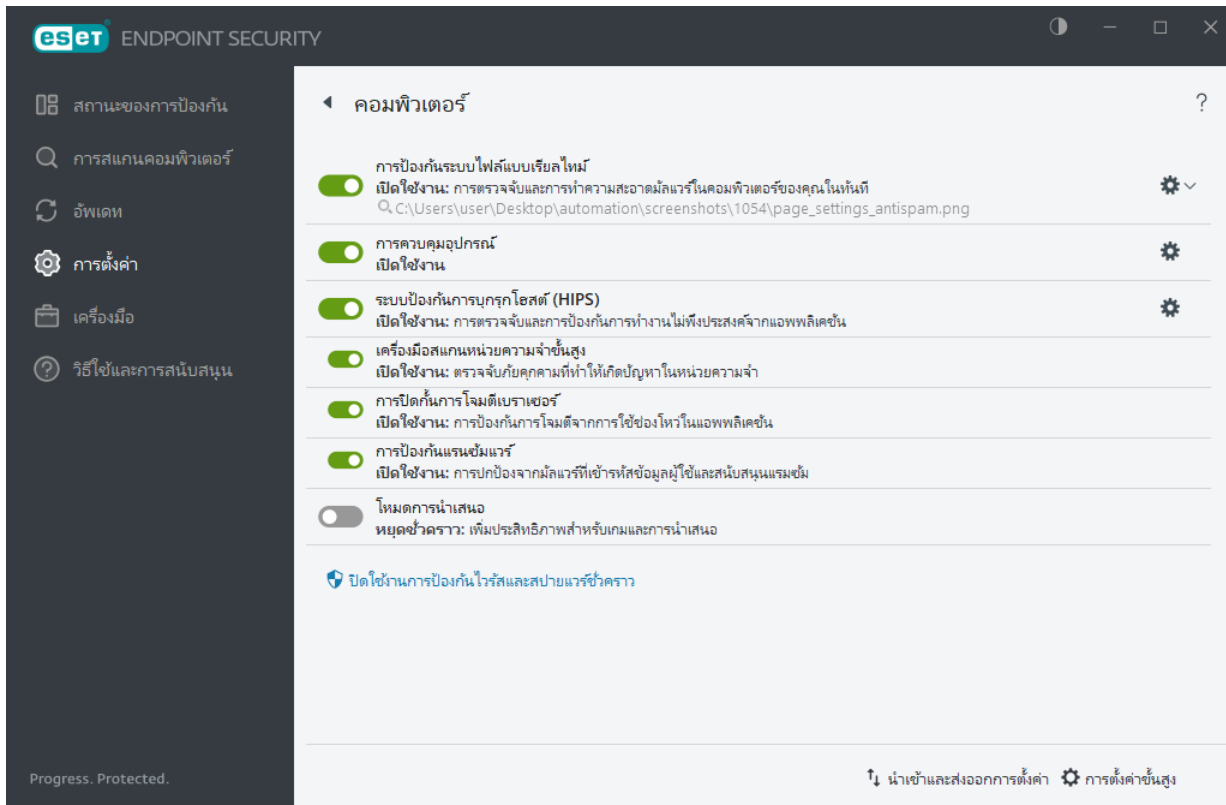 eset ENDPOINT SECURITY
สถานะของการป้องกัน
การสแกนคอมพิวเตอร์
อัพเดท
การตั้งค่า
เครื่องมือ
วิธีใช้และการสนับสนุน
Progress. Protected.
คอมพิวเตอร์
?
การป้องกันระบบไฟล์แบบเรียลไทม์
เปิดใช้งาน: การตรวจจับและการทำความสะอาดมัลแวร์ในคอมพิวเตอร์ของคุณในทันที
C:\Users\user\Desktop\automation\screenshots\1054\page_settings_antispam.png
การควบคุมอุปกรณ์
เปิดใช้งาน
ระบบป้องกันการบุกรุกโฮสต์ (HIPS)
เปิดใช้งาน: การตรวจจับและการป้องกันการทำงานไม่พึงประสงค์จากแอพพลิเคชัน
เครื่องมือสแกนหน่วยความจำขั้นสูง
เปิดใช้งาน: ตรวจจับภัยคุกคามที่ทำให้เกิดปัญหาในหน่วยความจำ
การปิดกั้นการโจมตีเบราเซอร์
เปิดใช้งาน: การป้องกันการโจมตีจากการใช้ช่องโหว่ในแอพพลิเคชัน
การป้องกันแรนซัมแวร์
เปิดใช้งาน: การปกป้องจากมัลแวร์ที่เข้ารหัสข้อมูลผู้ใช้และสนับสนุนแรมซัม
โหมดการนำเสนอ
หยุดชั่วคราว: เพิ่มประสิทธิภาพสำหรับเกมและการนำเสนอ
ปิดใช้งานการป้องกันไวรัสและสปายแวร์ชั่วคราว
นำเข้าและส่งออกการตั้งค่า การตั้งค่าขั้นสูง